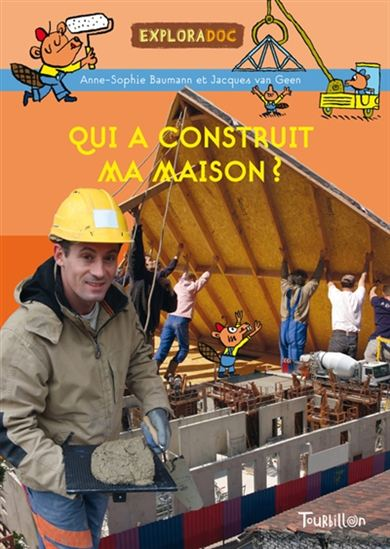 EXPLORADOC
Anne-Sophie Baumann et Jacques van Geen
QUI A CONSTRUIT
MA MAISON ?
TOURBILLON